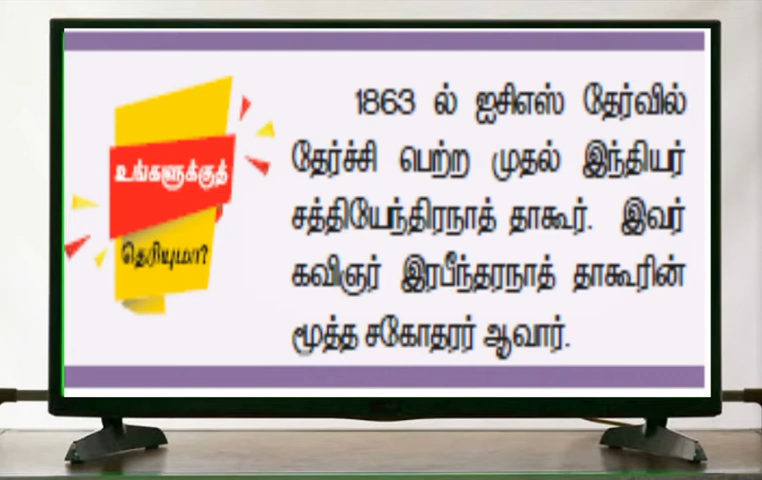 உங்களுக்குத்
தெரியுமா?
1863 ல் ஐசிஎஸ் தேர்வில்
தேர்ச்சி பெற்ற முதல் இந்தியர்
சத்தியேந்திரநாத் தாகூர். இவர்
கவிஞர் இரபீந்தரநாத் தாகூரின்
மூத்த சகோதரர் ஆவார்.